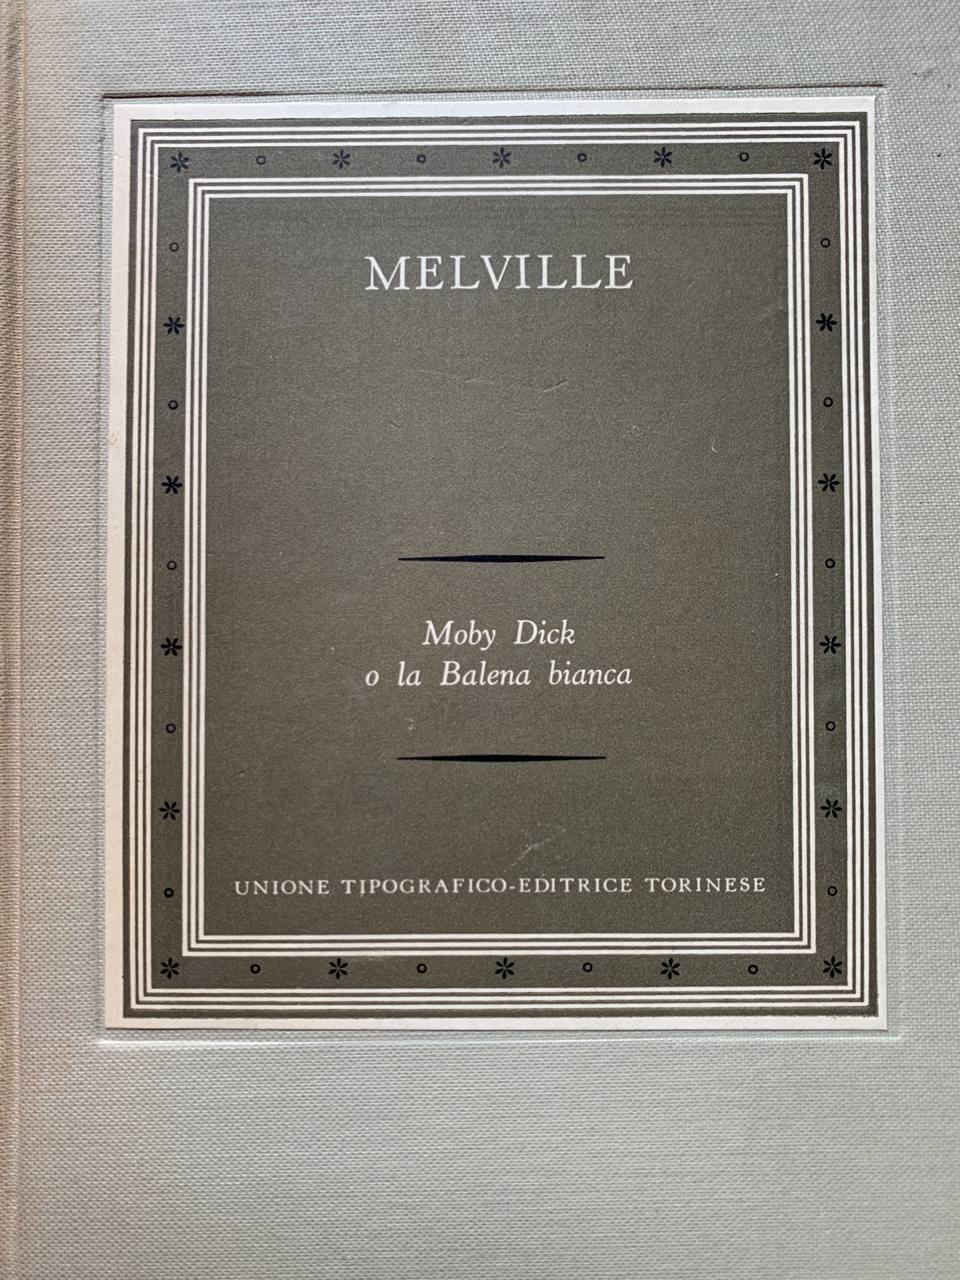 MELVILLE
Moby Dick
o la Balena bianca
UNIONE TIPOGRAFICO-EDITRICE TORINESE